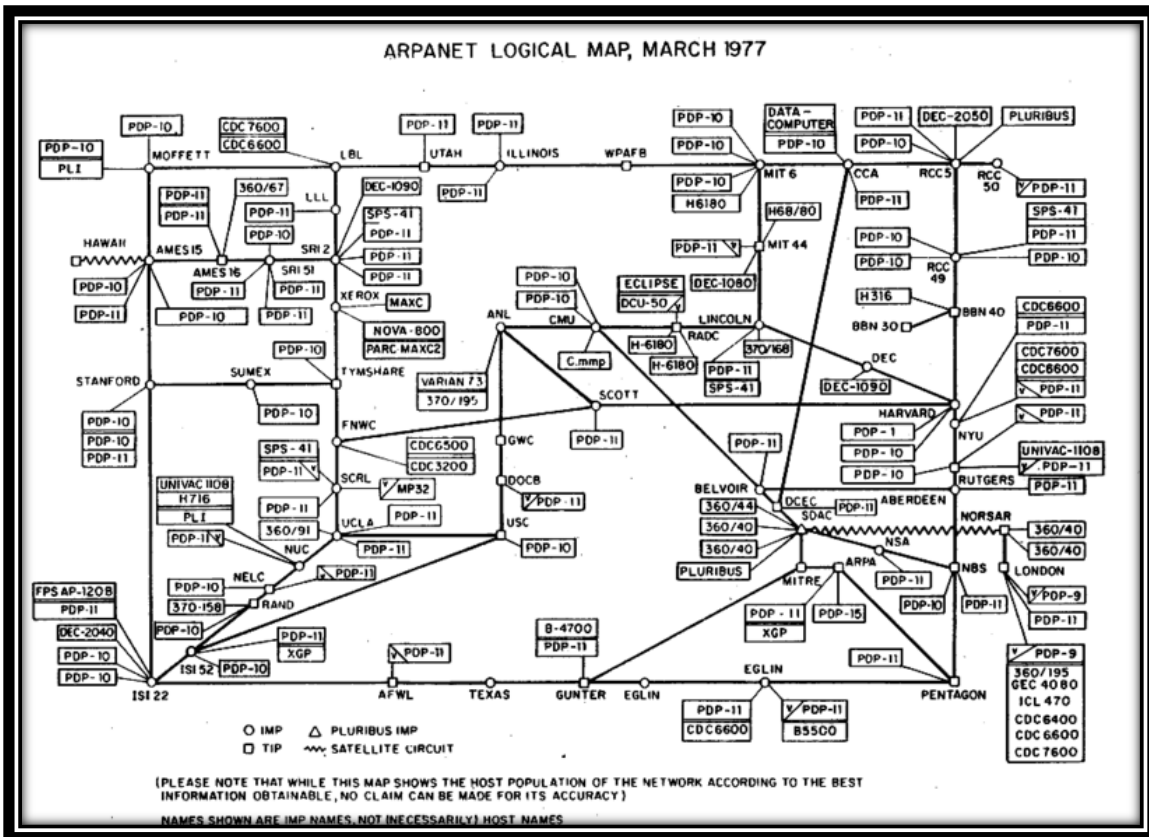 ARPANET LOGICAL MAP, MARCH 1977
PDP-10
PLI
PDP-10
MOFFETT
CDC 7600
CDC6600
LBL
PDP-11
UTAH
PDP-11
ILLINOIS
PDP-11
WPAFB
PDP-10
PDP-10
PDP-10
H6180
MIT 6
DATA-
COMPUTER
PDP-10
CCA
PDP-11
PDP-11
PDP-10
DEC-2050
PLURIBUS
RCC 5
RCC
50
PDP-11
HAWAII
AMES15
PDP-10
PDP-11
PDP-10
PDP-11
PDP-11
360/67
AMES 16
PDP-10
PDP-11
SRI 51
PDP-11
LLL
PDP-11
SRI 2
DEC-1090
SPS-41
PDP-11
PDP-11
PDP-11
XEROX
MAXC
NOVA-800
PARC-MAXC2
PDP-11
H68/80
MIT 44
DEC-1080
PDP-10
PDP-10
SPS-41
PDP-11
PDP-10
RCC
49
H316
BBN 40
BBN 30
STANFORD
PDP-10
PDP-10
PDP-11
SUMEX
PDP-10
PDP-10
TYMSHARE
ANL
VARIAN 73
370/195
PDP-10
PDP-10
CMU
C.mmp
ECLIPSE
DCU-50
RADC
H-6180
H-6180
LINCOLN
370/168
PDP-11
SPS-41
DEC
DEC-1090
CDC6600
PDP-11
CDC7600
CDC6600
PDP-11
PDP-11
HARVARD
PDP-1
PDP-10
PDP-10
NYU
FNWC
CDC6500
CDC3200
SCOTT
PDP-11
GWC
SPS-41
PDP-11
SCRL
MP32
PDP-11
360/91
UCLA
PDP-11
PDP-11
DOCB
PDP-11
USC
PDP-10
PDP-11
BELVOIR
DCEC
PDP-11
ABERDEEN
RUTGERS
UNIVAC-1108
PDP-11
PDP-11
UNIVAC 1108
H716
PLI
PDP-11
NUC
360/44
360/40
360/40
PLURIBUS
SDAC
NORSAR
360/40
360/40
LONDON
PDP-9
PDP-11
NSA
PDP-11
NBS
PDP-10
PDP-11
MITRE
ARPA
PDP-11
XGP
PDP-15
NELC
PDP-10
PDP-11
370-158
RAND
PDP-10
ISI 52
PDP-11
XGP
PDP-10
FPS AP-120B
PDP-11
DEC-2040
PDP-10
PDP-10
ISI 22
PDP-11
AFWL
TEXAS
B-4700
PDP-11
GUNTER
EGLIN
EGLIN
PDP-11
CDC6600
PDP-11
B5500
PDP-11
PENTAGON
PDP-9
360/195
GEC 4080
ICL 470
CDC6400
CDC 6600
CDC 7600
IMP
PLURIBUS IMP
TIP
SATELLITE CIRCUIT
(PLEASE NOTE THAT WHILE THIS MAP SHOWS THE HOST POPULATION OF THE NETWORK ACCORDING TO THE BEST
INFORMATION OBTAINABLE, NO CLAIM CAN BE MADE FOR ITS ACCURACY)
NAMES SHOWN ARE IMP NAMES, NOT (NECESSARILY) HOST NAMES